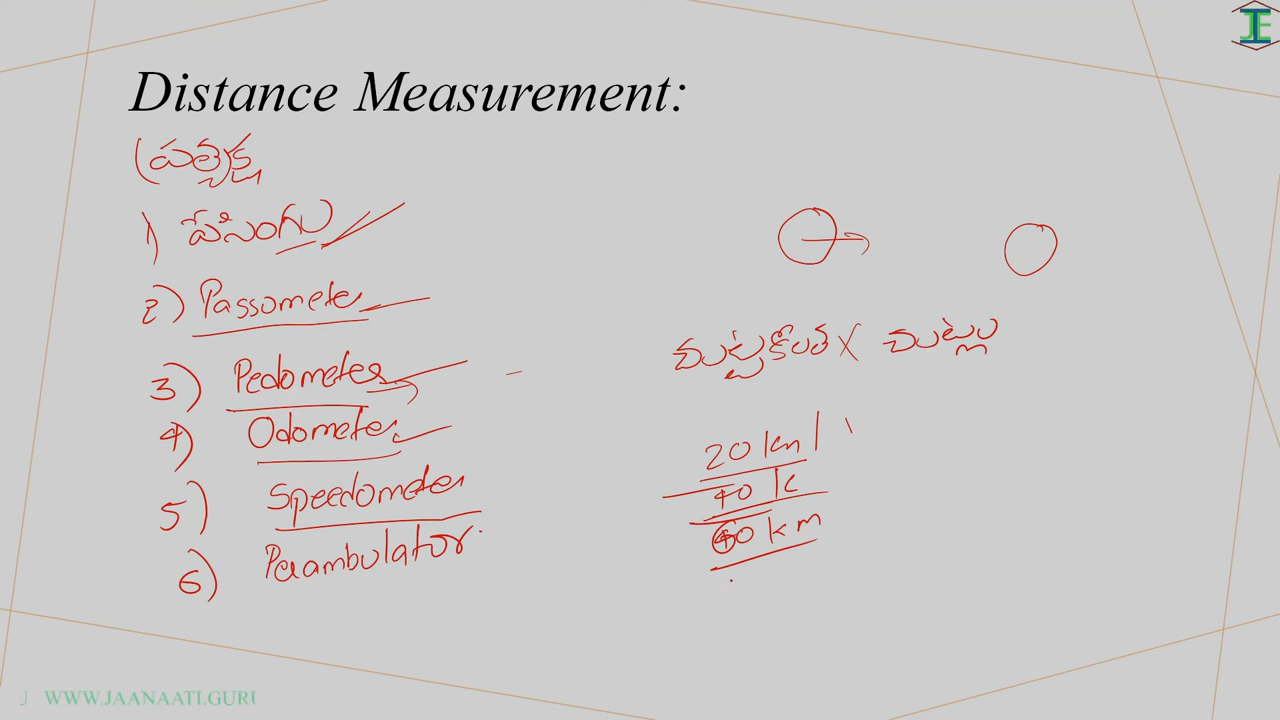 JE
Distance Measurement:
ప్రత్యక్ష
1) పేసింగు
2) Passometer
3) Pedometer
4) Odometer
5) Speedometer
6) Perambulator
చుట్టుకొలత X చుట్లు
20 km
40 k
60 km
WWW.JAANAATI.GURU